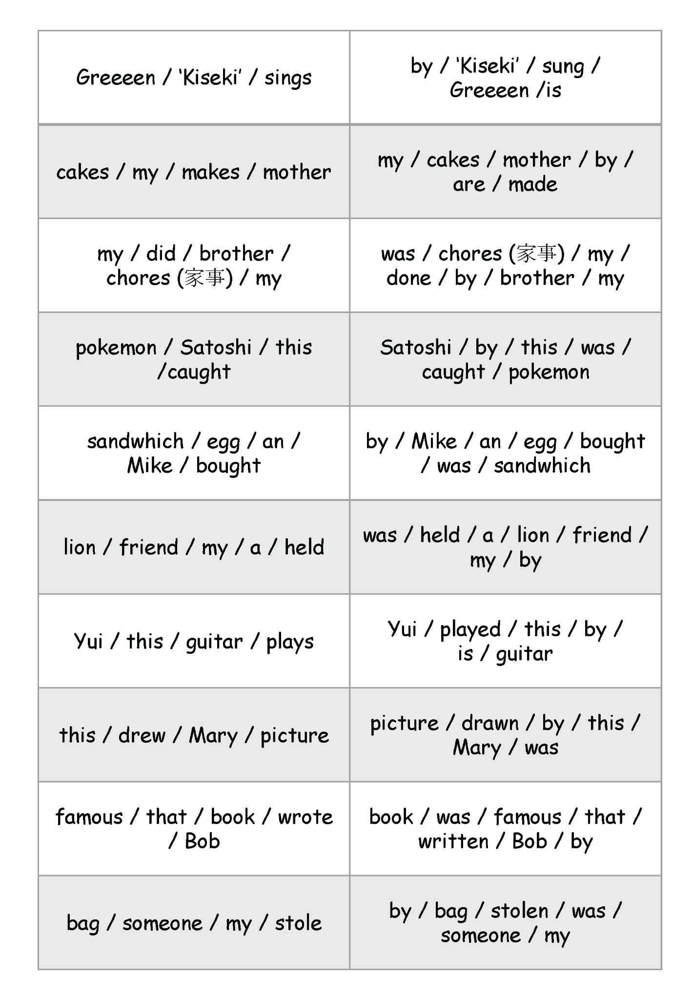 Greeeen / ‘Kiseki’ / sings
by / ‘Kiseki’ / sung /
Greeeen /is
cakes / my / makes / mother
my / cakes / mother / by /
are / made
my / did / brother /
chores (家事) / my
was / chores (家事) / my /
done / by / brother / my
pokemon / Satoshi / this
/caught
Satoshi / by / this / was /
caught / pokemon
sandwhich / egg / an /
Mike / bought
by / Mike / an / egg / bought
/ was / sandwhich
lion / friend / my / a / held
was / held / a / lion / friend /
my / by
Yui / this / guitar / plays
Yui / played / this / by /
is / guitar
this / drew / Mary / picture
picture / drawn / by / this /
Mary / was
famous / that / book / wrote
/ Bob
book / was / famous / that /
written / Bob / by
bag / someone / my / stole
by / bag / stolen / was /
someone / my